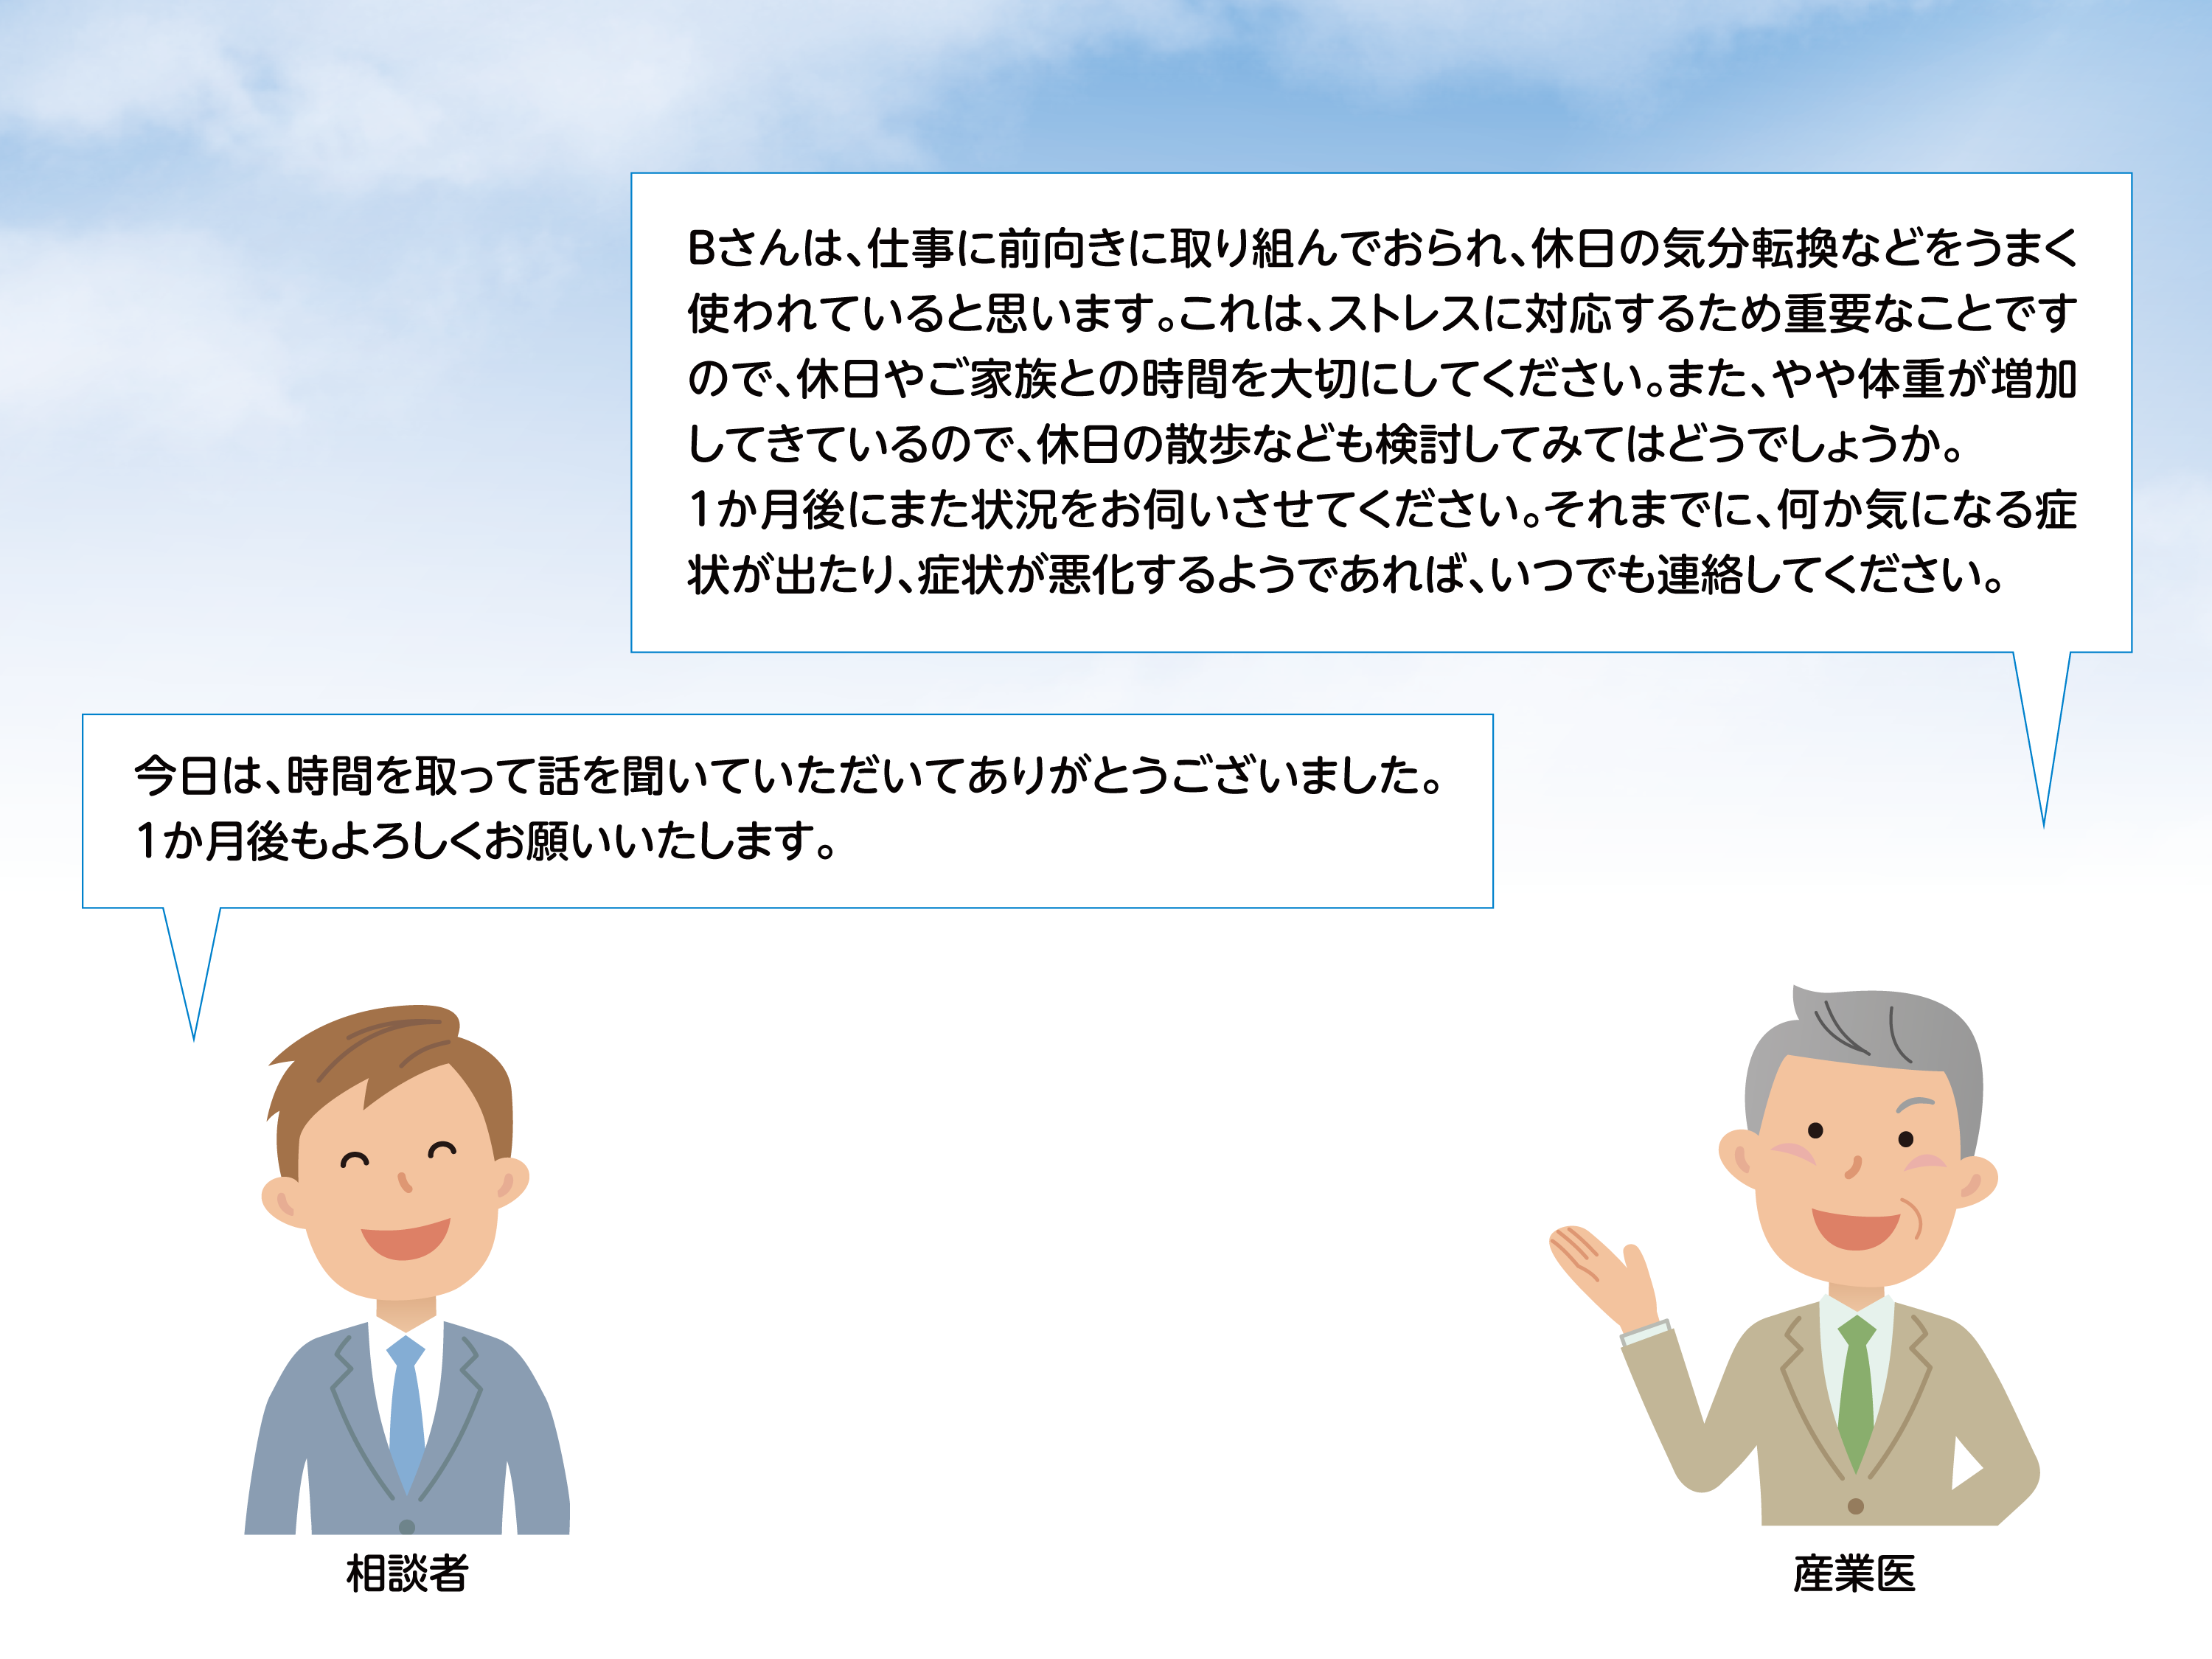 Bさんは、仕事に前向きに取り組んでおられ、休日の気分転換などをうまく
使われていると思います。これは、ストレスに対応するため重要なことです
ので、休日やご家族との時間を大切にしてください。また、やや体重が増加
してきているので、休日の散歩なども検討してみてはどうでしょうか。
1か月後にまた状況をお伺いさせてください。それまでに、何か気になる症
状が出たり、症状が悪化するようであれば、いつでも連絡してください。
今日は、時間を取って話を聞いていただいてありがとうございました。
1か月後もよろしくお願いいたします。
相談者
産業医